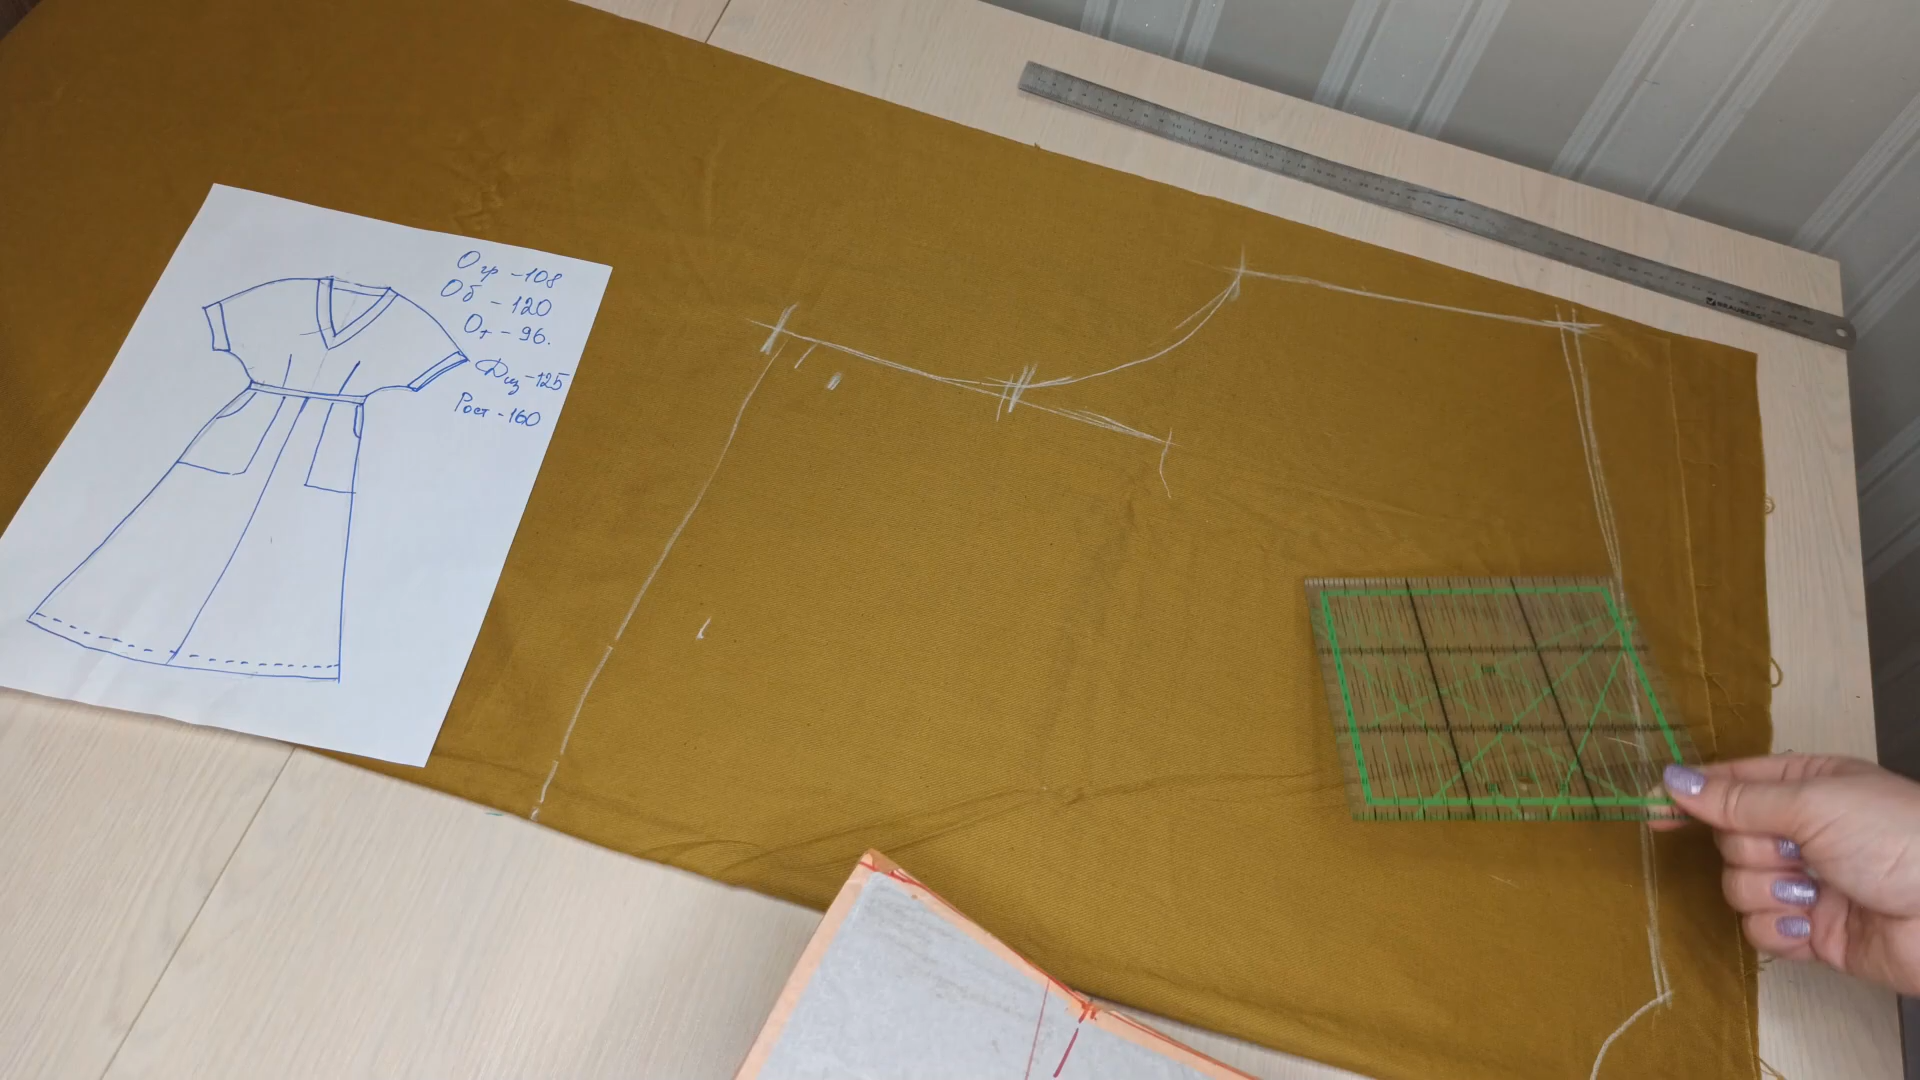 Огр - 108
Об - 120
От - 96.
Физ - 125
Рост - 160